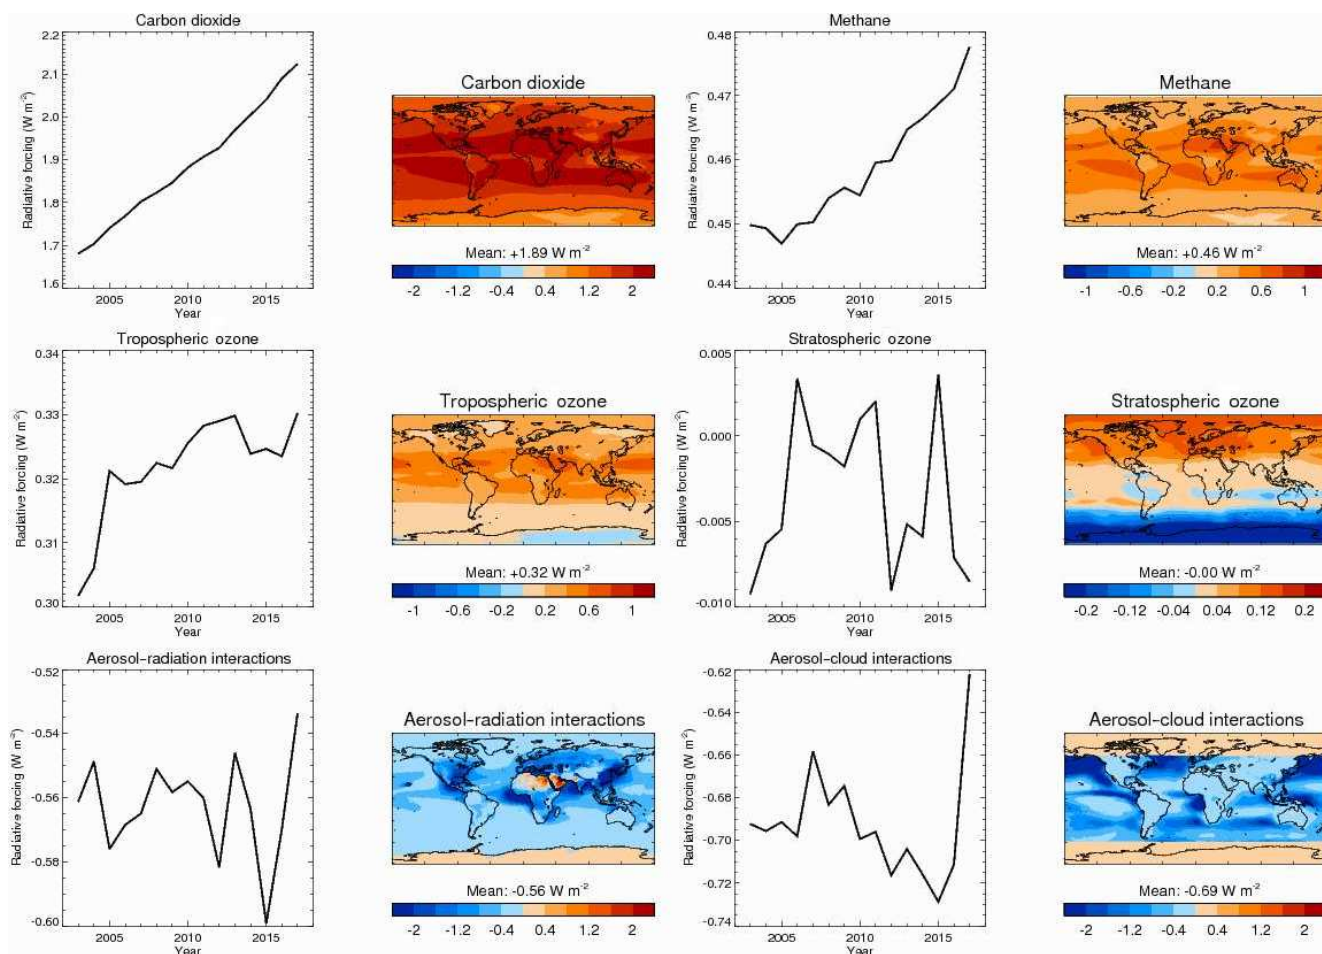 Carbon dioxide
2.2
2.1
2.0
1.9
1.8
1.7
1.6
Radiative forcing (W m⁻²)
2005 2010 2015
Year
Carbon dioxide
Mean: +1.89 W m⁻²
-2 -1.2 -0.4 0.4 1.2 2
Methane
0.48
0.47
0.46
0.45
0.44
Radiative forcing (W m⁻²)
2005 2010 2015
Year
Methane
Mean: +0.46 W m⁻²
-1 -0.6 -0.2 0.2 0.6 1
Tropospheric ozone
0.34
0.33
0.32
0.31
0.30
Radiative forcing (W m⁻²)
2005 2010 2015
Year
Tropospheric ozone
Mean: +0.32 W m⁻²
-1 -0.6 -0.2 0.2 0.6 1
Stratospheric ozone
0.005
0.000
-0.005
-0.010
Radiative forcing (W m⁻²)
2005 2010 2015
Year
Stratospheric ozone
Mean: -0.00 W m⁻²
-0.2 -0.12 -0.04 0.04 0.12 0.2
Aerosol-radiation interactions
-0.52
-0.54
-0.56
-0.58
-0.60
Radiative forcing (W m⁻²)
2005 2010 2015
Year
Aerosol-radiation interactions
Mean: -0.56 W m⁻²
-2 -1.2 -0.4 0.4 1.2 2
Aerosol-cloud interactions
-0.62
-0.64
-0.66
-0.68
-0.70
-0.72
-0.74
Radiative forcing (W m⁻²)
2005 2010 2015
Year
Aerosol-cloud interactions
Mean: -0.69 W m⁻²
-2 -1.2 -0.4 0.4 1.2 2